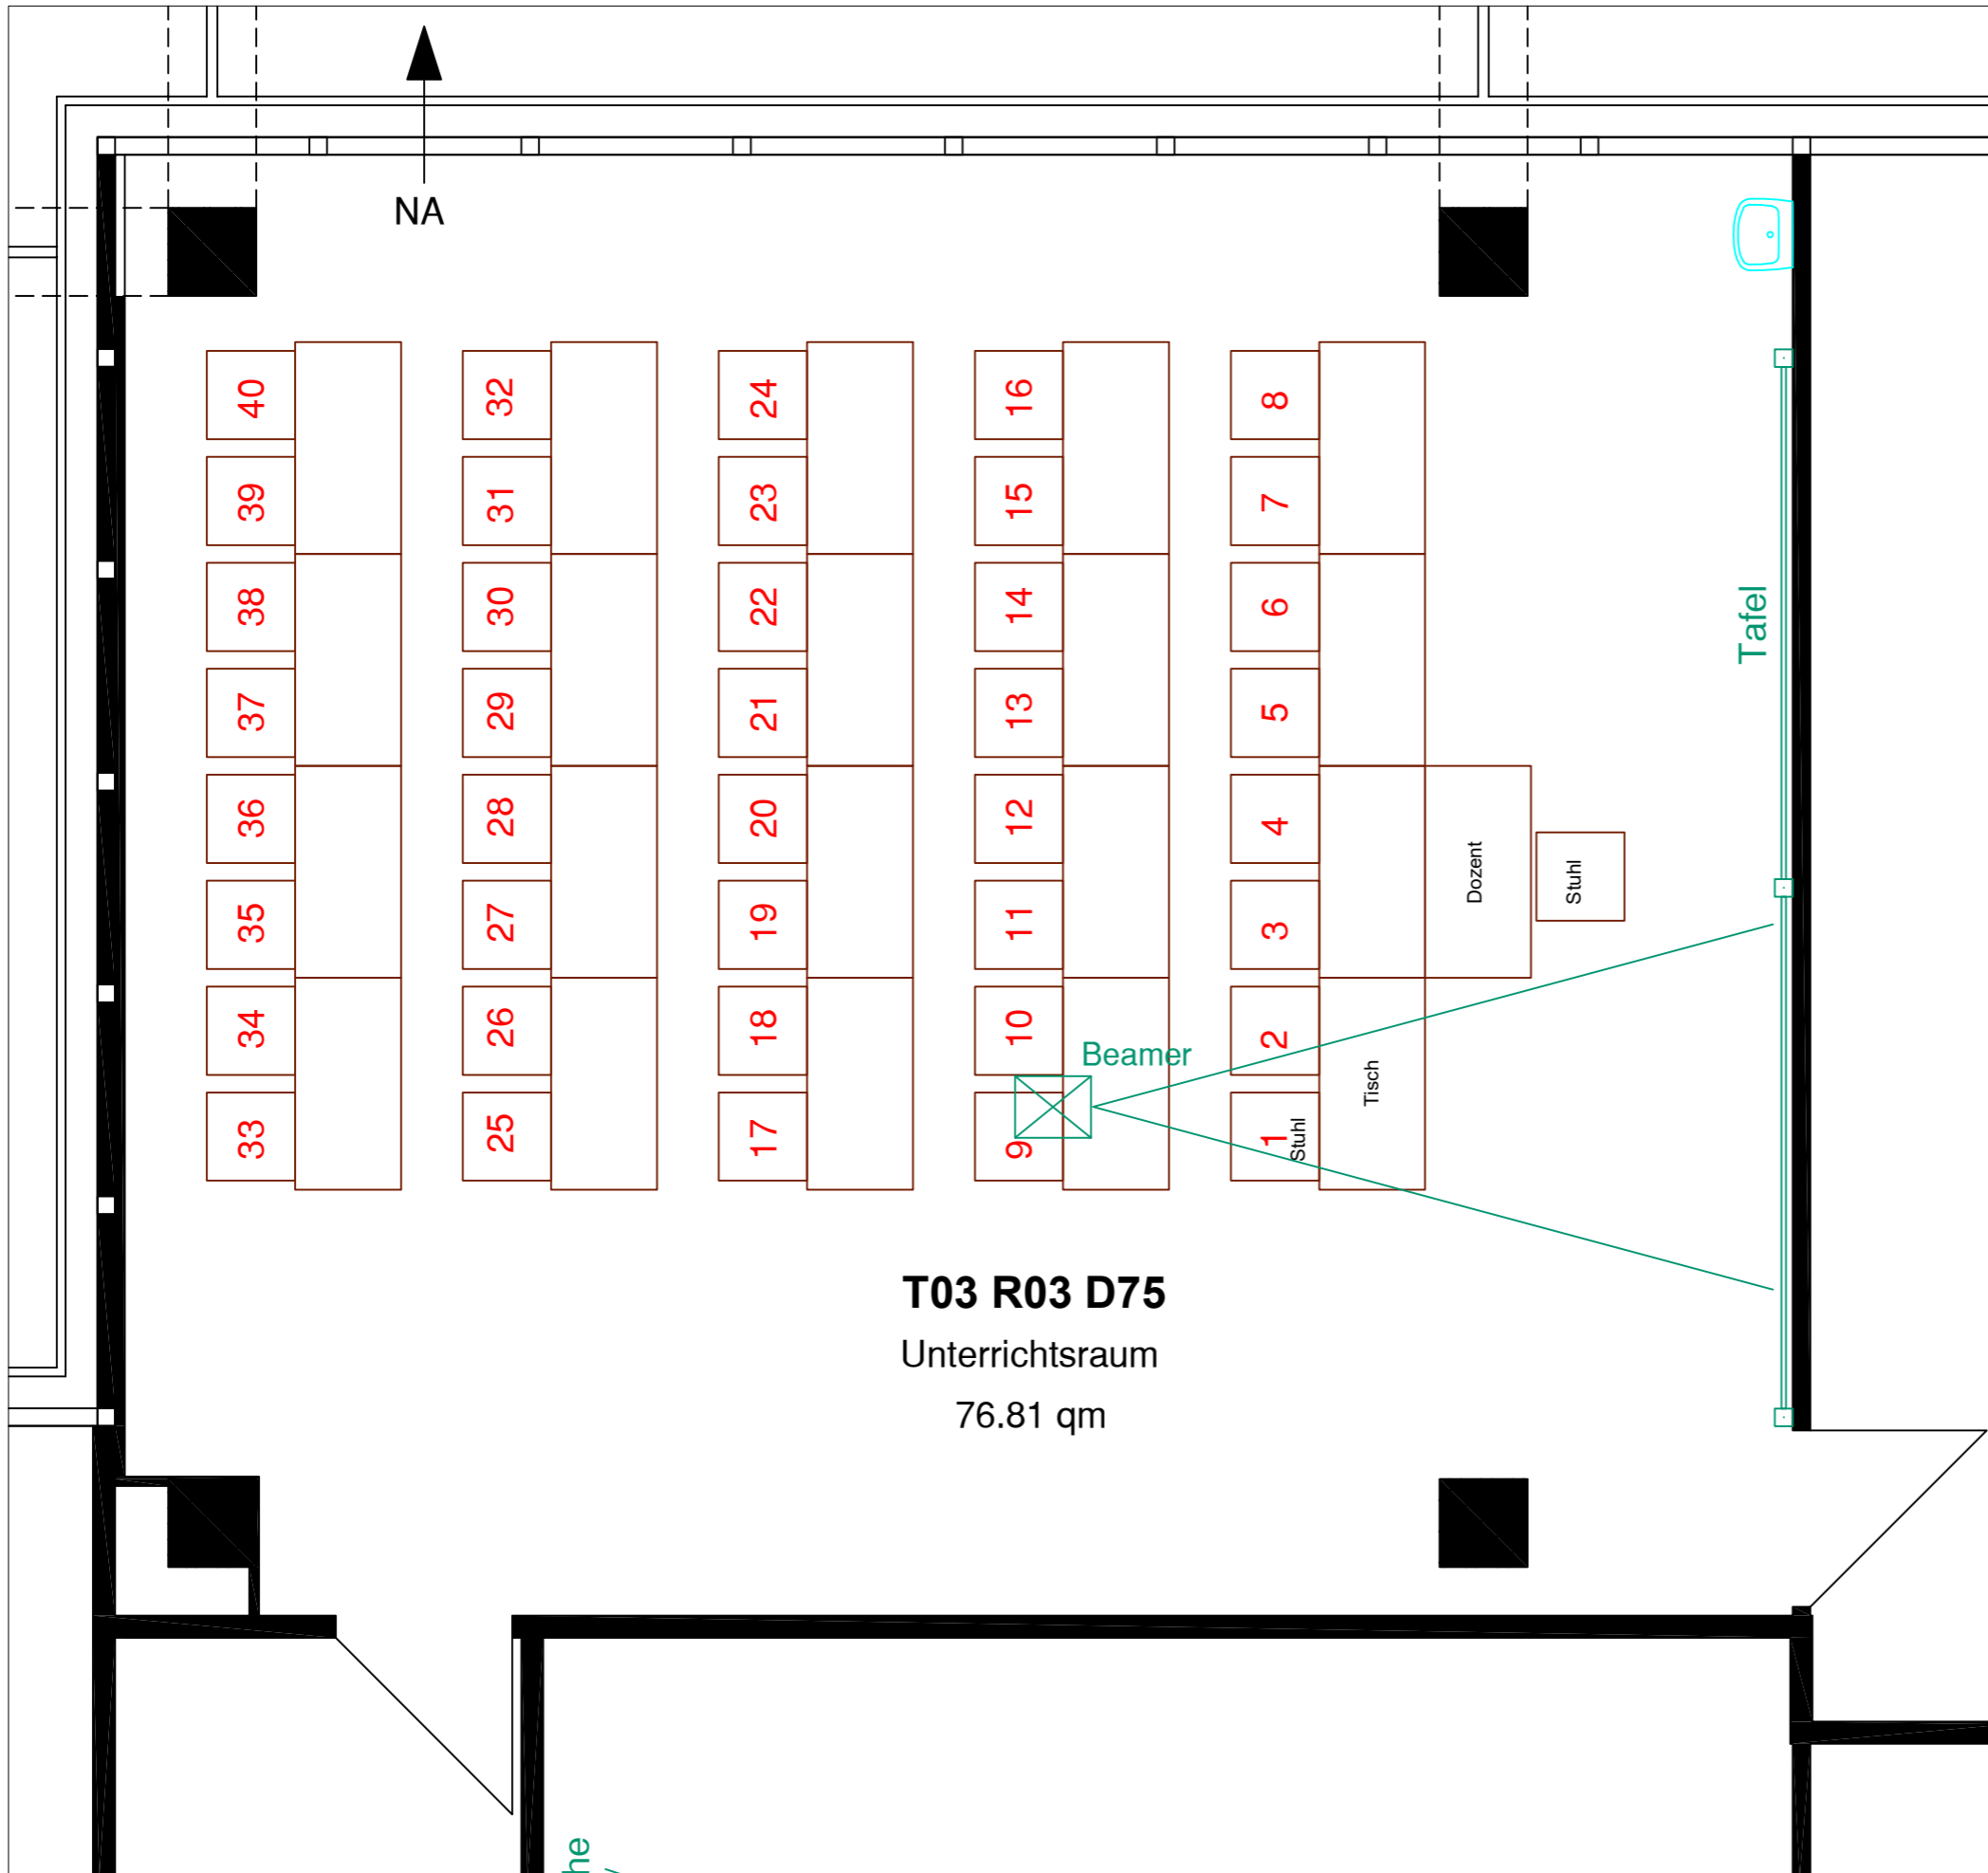 NA
40 32 24 16 8
39 31 23 15 7
38 30 22 14 6
Tafel
37 29 21 13 5
36 28 20 12 4
Dozent
Stuhl
35 27 19 11 3
34 26 18 10 2
Beamer
Tisch
33 25 17 9 1
Stuhl
T03 R03 D75
Unterrichtsraum
76.81 qm